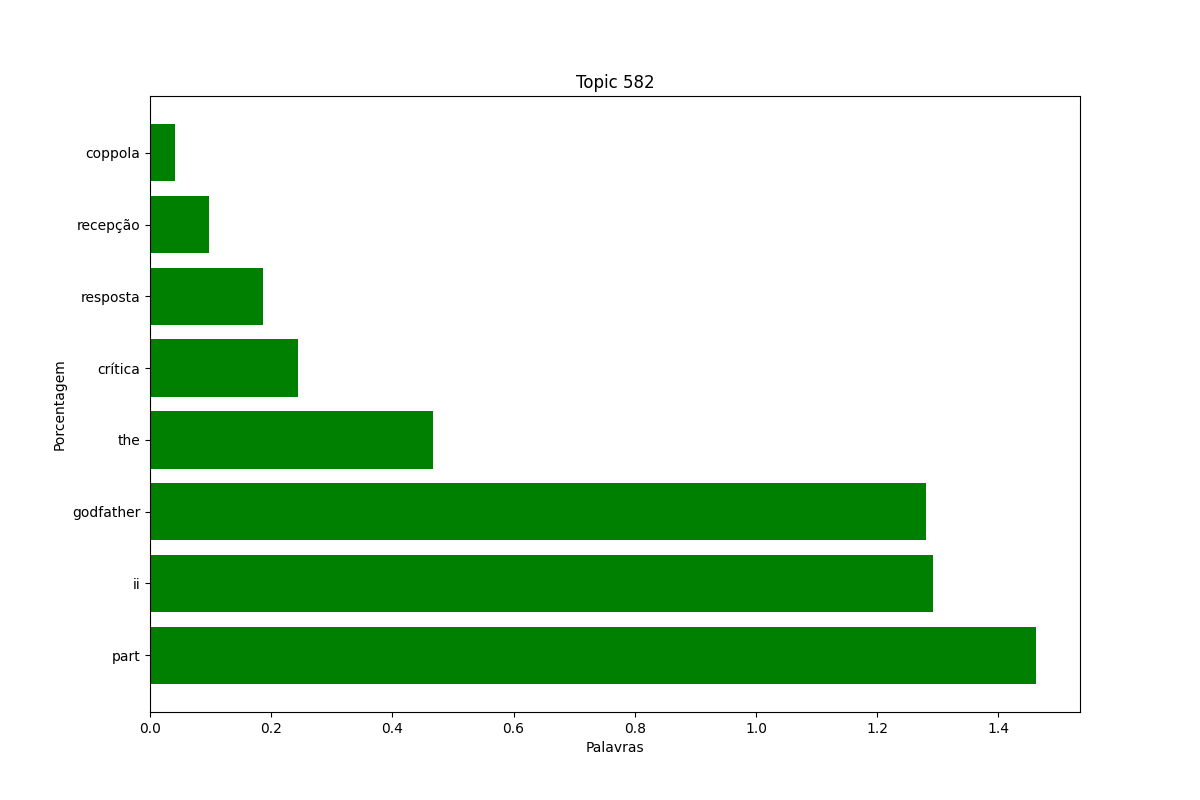 Topic 582
coppola
recepção
resposta
crítica
the
godfather
ii
part
Porcentagem
0.0 0.2 0.4 0.6 0.8 1.0 1.2 1.4
Palavras